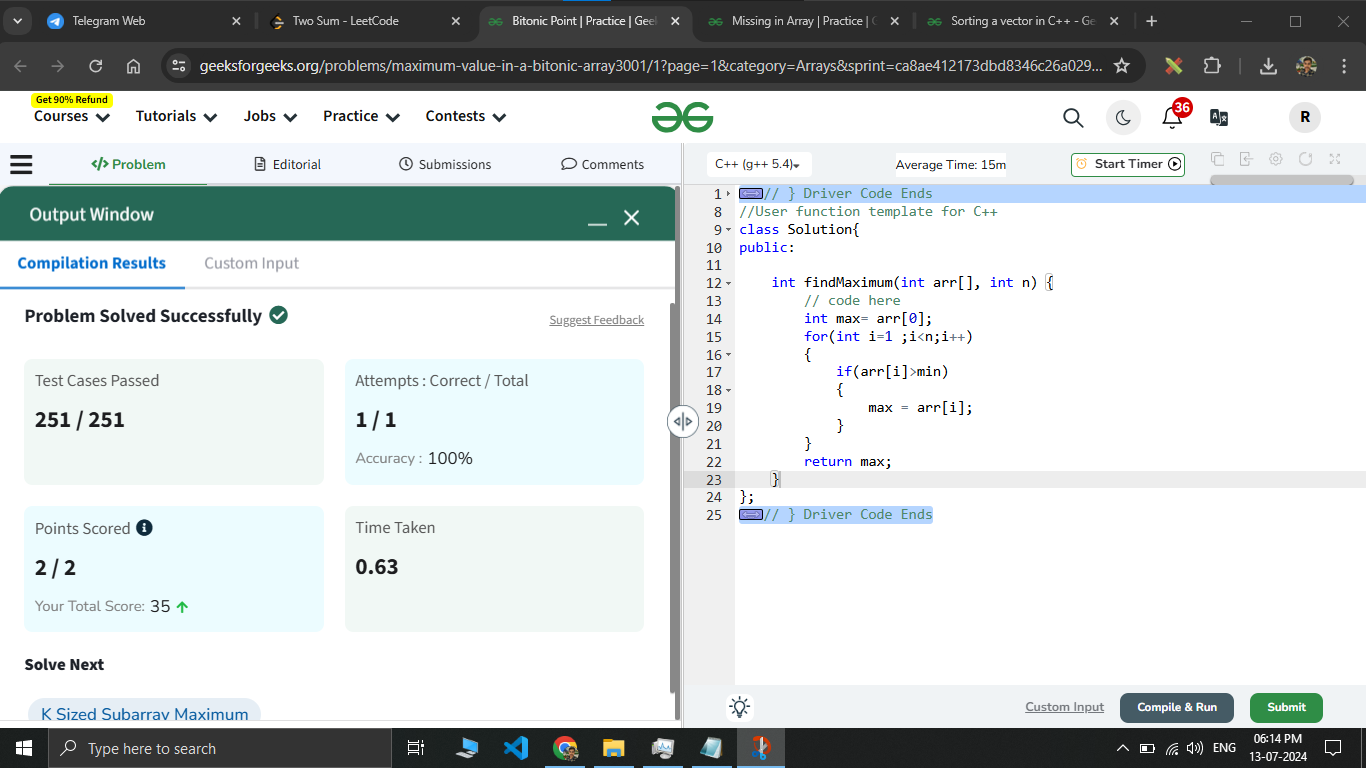 Telegram Web
Two Sum - LeetCode
Bitonic Point | Practice | Geel
Missing in Array | Practice | G
Sorting a vector in C++ - Ge
geeksforgeeks.org/problems/maximum-value-in-a-bitonic-array3001/1?page=1&category=Arrays&sprint=ca8ae412173dbd8346c26a029...
Get 90% Refund
Courses Tutorials Jobs Practice Contests
36
R
</> Problem Editorial Submissions Comments
C++ (g++ 5.4) Average Time: 15m Start Timer
Output Window
Compilation Results Custom Input
Problem Solved Successfully
Suggest Feedback
Test Cases Passed
251 / 251
Attempts : Correct / Total
1 / 1
Accuracy : 100%
Points Scored
2 / 2
Your Total Score: 35
Time Taken
0.63
Solve Next
K Sized Subarray Maximum
1 // } Driver Code Ends
8 //User function template for C++
9 class Solution{
10 public:
11
12 int findMaximum(int arr[], int n) {
13 // code here
14 int max= arr[0];
15 for(int i=1 ;i<n;i++)
16 {
17 if(arr[i]>min)
18 {
19 max = arr[i];
20 }
21 }
22 return max;
23 }
24 };
25 // } Driver Code Ends
Custom Input Compile & Run Submit
Type here to search
ENG
06:14 PM
13-07-2024